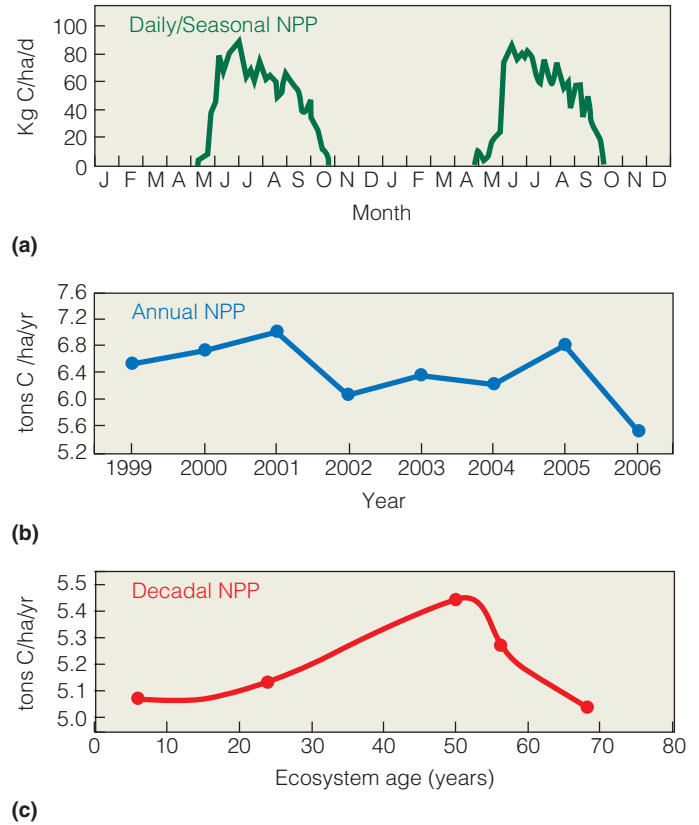 Daily/Seasonal NPP
Kg C/ha/d
100
80
60
40
20
0
J F M A M J J A S O N D J F M A M J J A S O N D
Month
(a)
Annual NPP
tons C /ha/yr
7.6
7.2
6.8
6.4
6.0
5.6
5.2
1999 2000 2001 2002 2003 2004 2005 2006
Year
(b)
Decadal NPP
tons C/ha/yr
5.5
5.4
5.3
5.2
5.1
5.0
0 10 20 30 40 50 60 70 80
Ecosystem age (years)
(c)